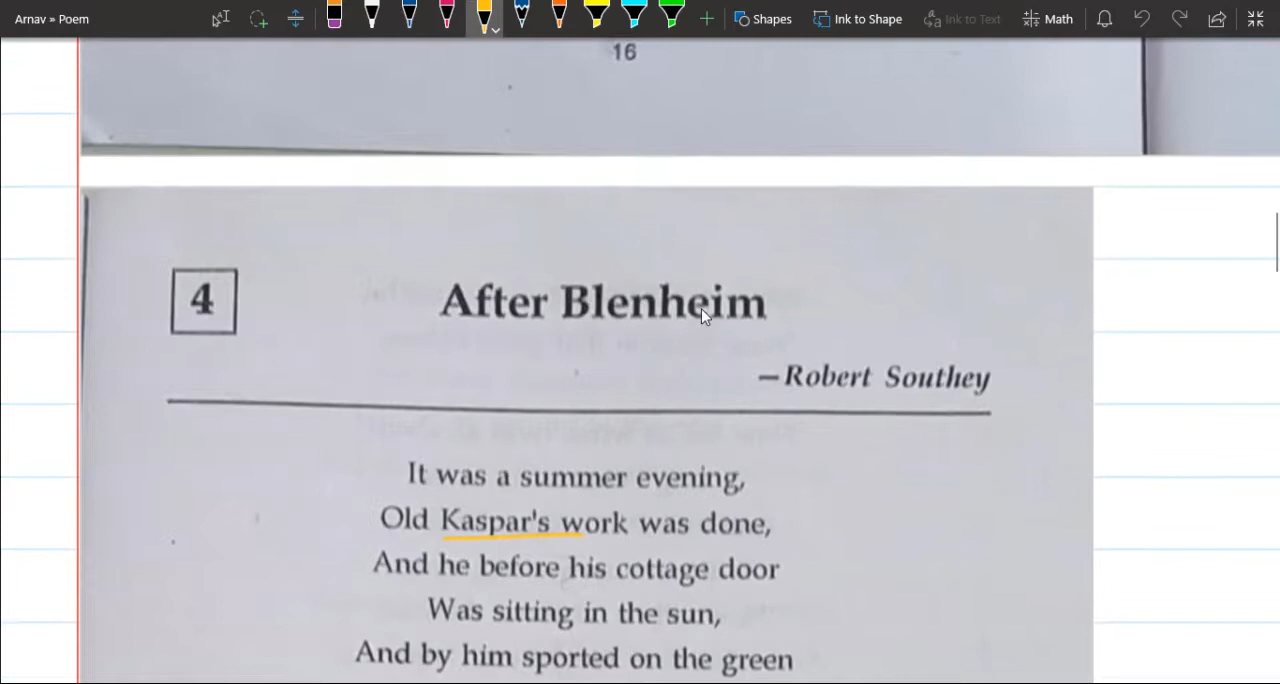 Arnav » Poem
Shapes
Ink to Shape
Ink to Text
Math
16
4
After Blenheim
—Robert Southey
It was a summer evening,
Old Kaspar's work was done,
And he before his cottage door
Was sitting in the sun,
And by him sported on the green